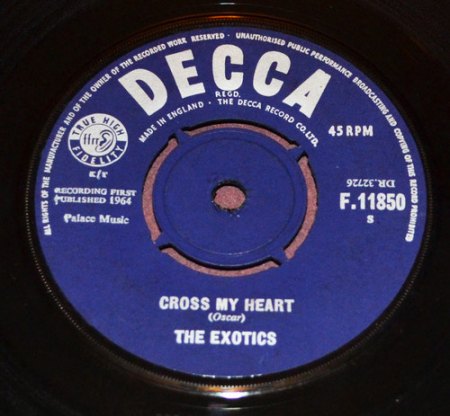 ALL RIGHTS OF THE MANUFACTURER AND OF THE OWNER OF THE RECORDED WORK RESERVED · UNAUTHORISED PUBLIC PERFORMANCE BROADCASTING AND COPYING OF THIS RECORD PROHIBITED
DECCA
REGD.
MADE IN ENGLAND · THE DECCA RECORD CO. LTD.
TRUE HIGH
ffrr
FIDELITY
K/T
45 RPM
RECORDING FIRST
PUBLISHED 1964
Palace Music
DR.32726
F.11850
S
CROSS MY HEART
(Oscar)
THE EXOTICS